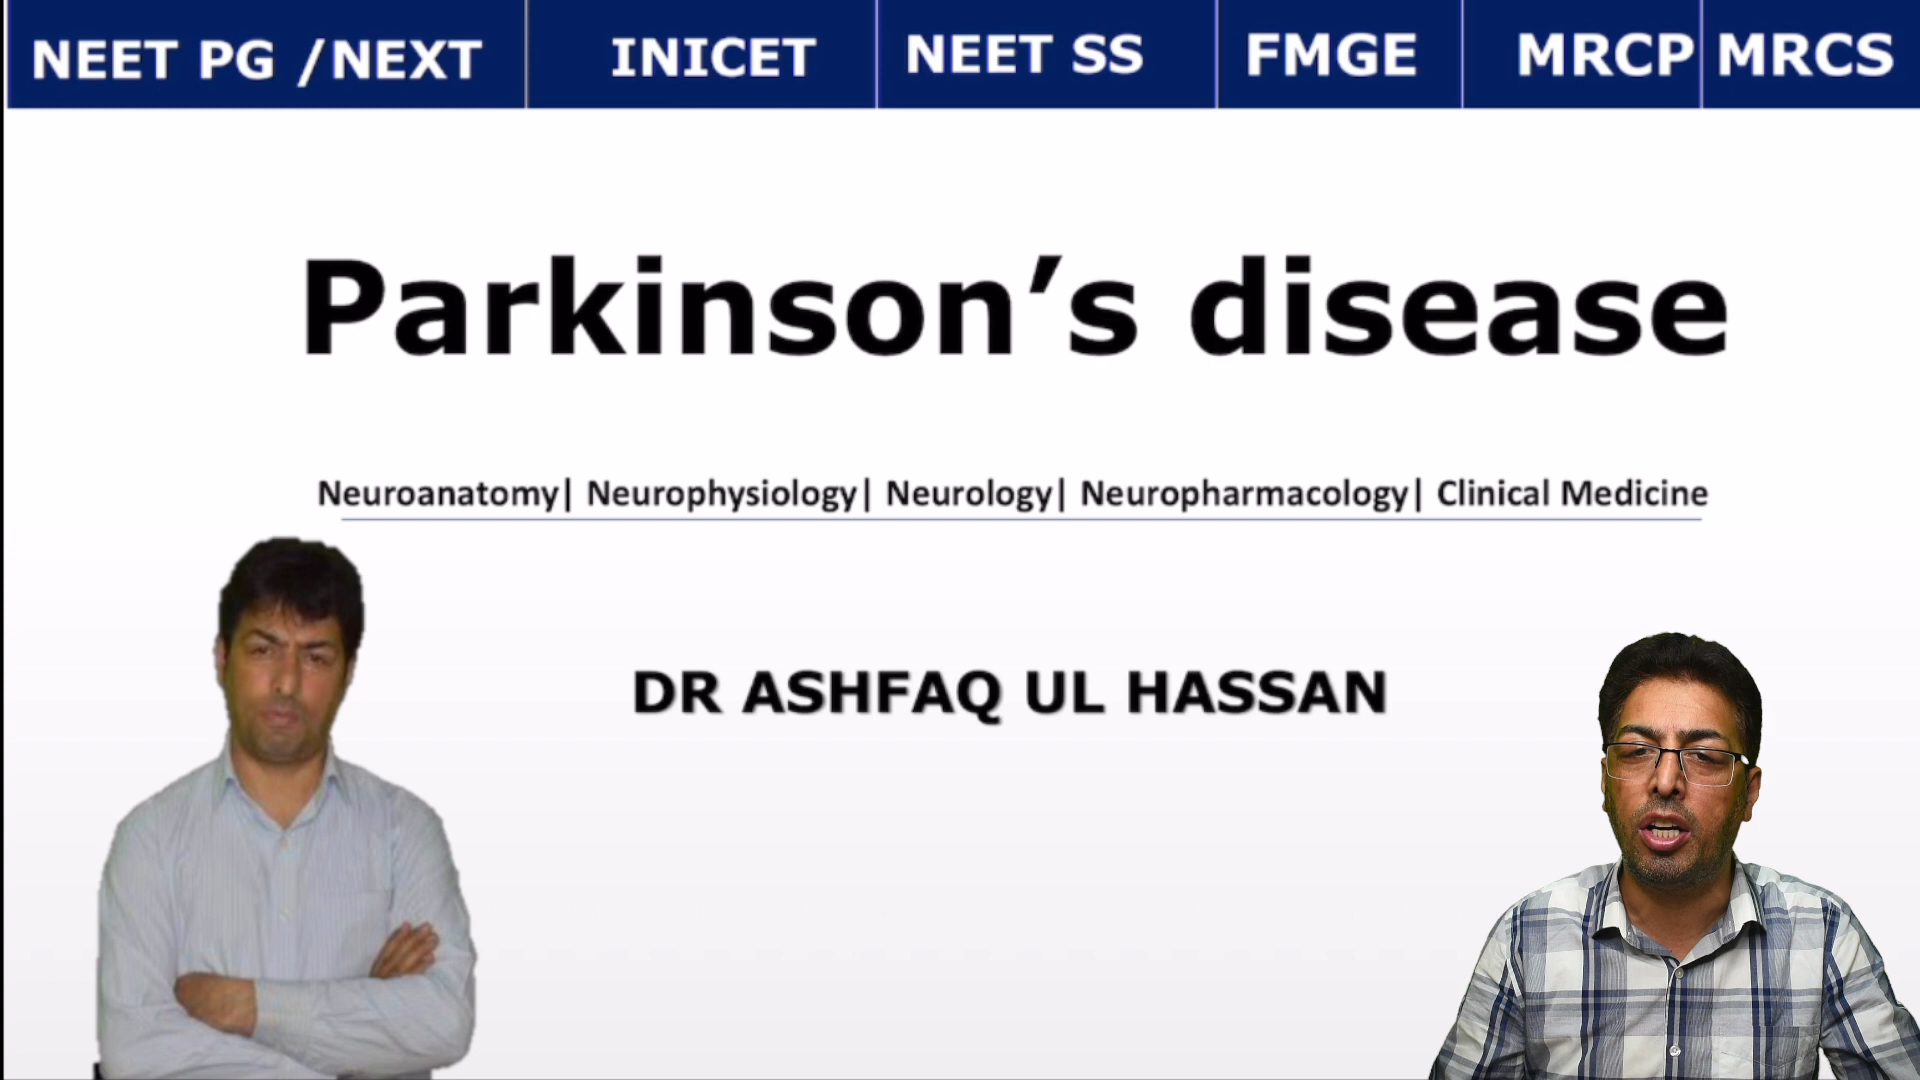 NEET PG /NEXT INICET NEET SS FMGE MRCP MRCS
Parkinson’s disease
Neuroanatomy| Neurophysiology| Neurology| Neuropharmacology| Clinical Medicine
DR ASHFAQ UL HASSAN